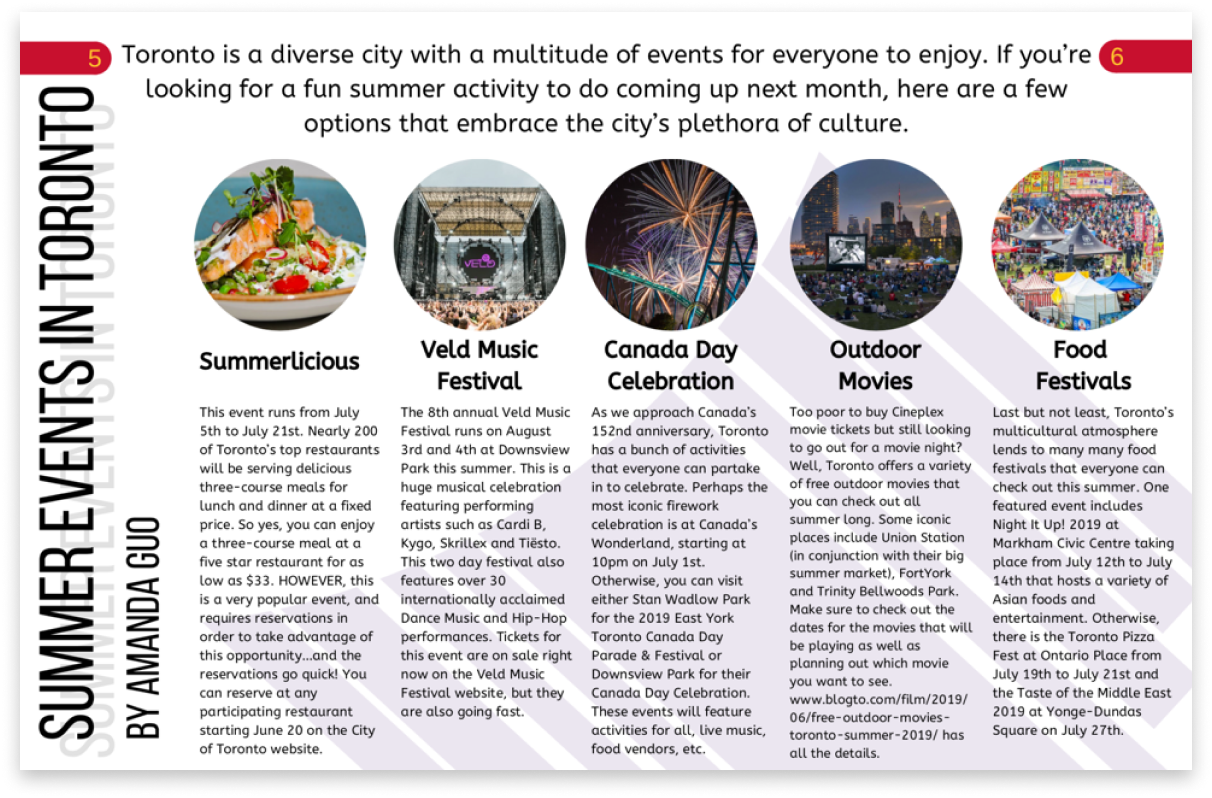 5
6
Toronto is a diverse city with a multitude of events for everyone to enjoy. If you're
looking for a fun summer activity to do coming up next month, here are a few
options that embrace the city's plethora of culture.
SUMMER EVENTS IN TORONTO
BY AMANDA GUO
VELD
Summerlicious
This event runs from July
5th to July 21st. Nearly 200
of Toronto's top restaurants
will be serving delicious
three-course meals for
lunch and dinner at a fixed
price. So yes, you can enjoy
a three-course meal at a
five star restaurant for as
low as $33. HOWEVER, this
is a very popular event, and
requires reservations in
order to take advantage of
this opportunity...and the
reservations go quick! You
can reserve at any
participating restaurant
starting June 20 on the City
of Toronto website.
Veld Music
Festival
The 8th annual Veld Music
Festival runs on August
3rd and 4th at Downsview
Park this summer. This is a
huge musical celebration
featuring performing
artists such as Cardi B,
Kygo, Skrillex and Tiësto.
This two day festival also
features over 30
internationally acclaimed
Dance Music and Hip-Hop
performances. Tickets for
this event are on sale right
now on the Veld Music
Festival website, but they
are also going fast.
Canada Day
Celebration
As we approach Canada's
152nd anniversary, Toronto
has a bunch of activities
that everyone can partake
in to celebrate. Perhaps the
most iconic firework
celebration is at Canada's
Wonderland, starting at
10pm on July 1st.
Otherwise, you can visit
either Stan Wadlow Park
for the 2019 East York
Toronto Canada Day
Parade & Festival or
Downsview Park for their
Canada Day Celebration.
These events will feature
activities for all, live music,
food vendors, etc.
Outdoor
Movies
Too poor to buy Cineplex
movie tickets but still looking
to go out for a movie night?
Well, Toronto offers a variety
of free outdoor movies that
you can check out all
summer long. Some iconic
places include Union Station
(in conjunction with their big
summer market), FortYork
and Trinity Bellwoods Park.
Make sure to check out the
dates for the movies that will
be playing as well as
planning out which movie
you want to see.
www.blogto.com/film/2019/
06/free-outdoor-movies-
toronto-summer-2019/ has
all the details.
Food
Festivals
Last but not least, Toronto's
multicultural atmosphere
lends to many many food
festivals that everyone can
check out this summer. One
featured event includes
Night It Up! 2019 at
Markham Civic Centre taking
place from July 12th to July
14th that hosts a variety of
Asian foods and
entertainment. Otherwise,
there is the Toronto Pizza
Fest at Ontario Place from
July 19th to July 21st and
the Taste of the Middle East
2019 at Yonge-Dundas
Square on July 27th.